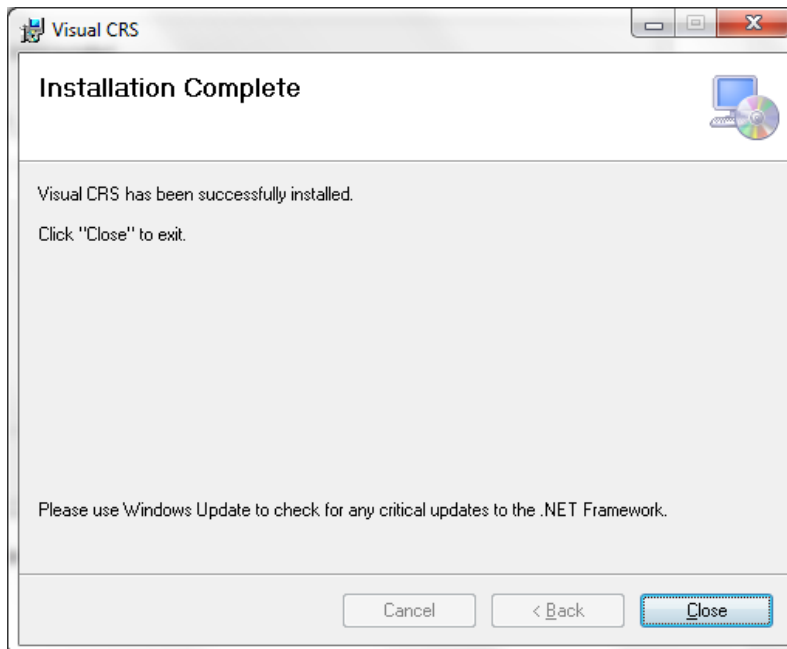 Visual CRS
Installation Complete
Visual CRS has been successfully installed.
Click "Close" to exit.
Please use Windows Update to check for any critical updates to the .NET Framework.
Cancel
< Back
Close